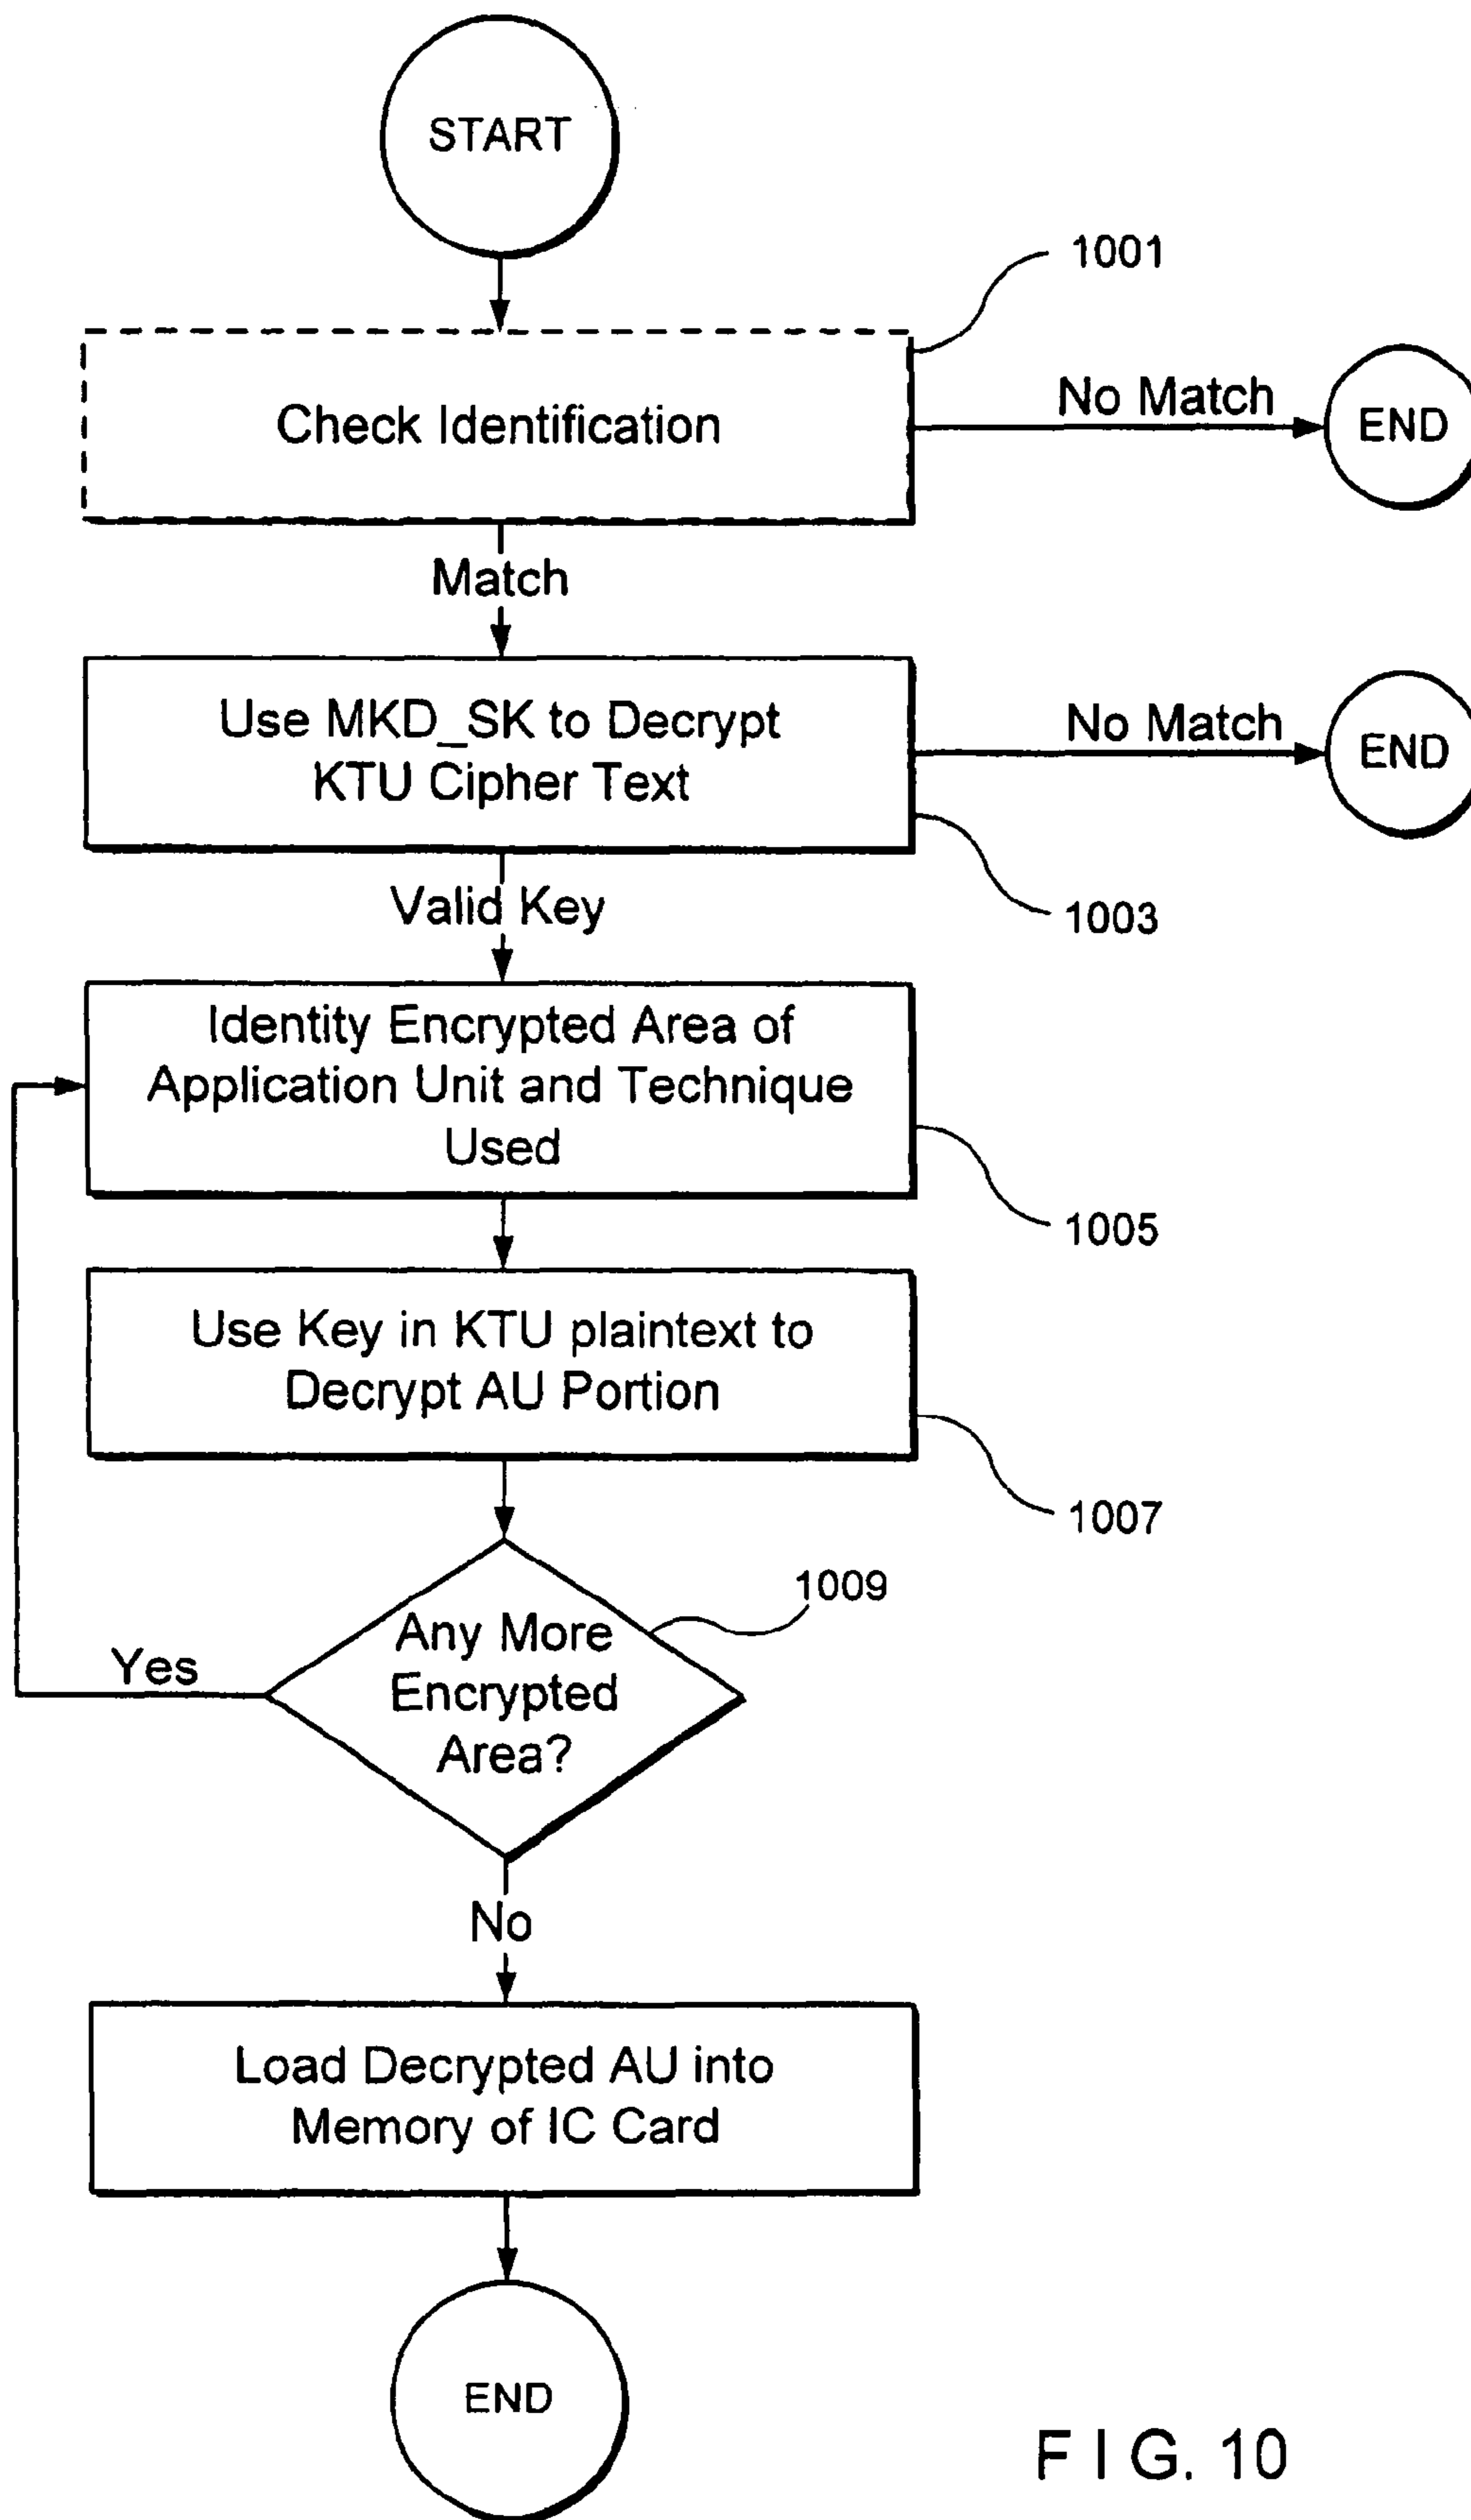 START
1001
Check Identification
No Match
END
Match
Use MKD_SK to Decrypt
KTU Cipher Text
No Match
END
1003
Valid Key
Identity Encrypted Area of
Application Unit and Technique
Used
1005
Use Key in KTU plaintext to
Decrypt AU Portion
1007
1009
Any More
Encrypted
Area?
Yes
No
Load Decrypted AU into
Memory of IC Card
END
FIG. 10